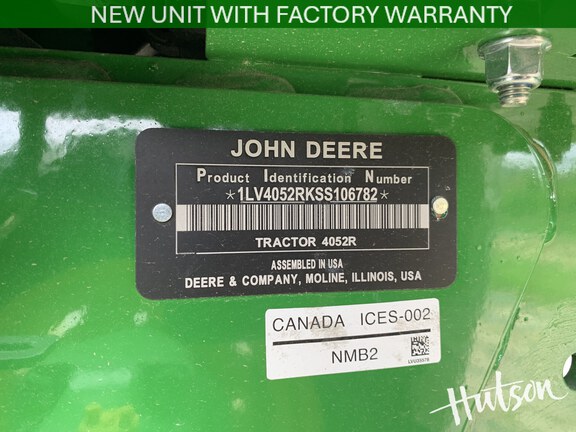 NEW UNIT WITH FACTORY WARRANTY
JOHN DEERE
Product Identification Number
*1LV4052RKSS106782*
TRACTOR 4052R
ASSEMBLED IN USA
DEERE & COMPANY, MOLINE, ILLINOIS, USA
CANADA ICES-002
NMB2
Hutson